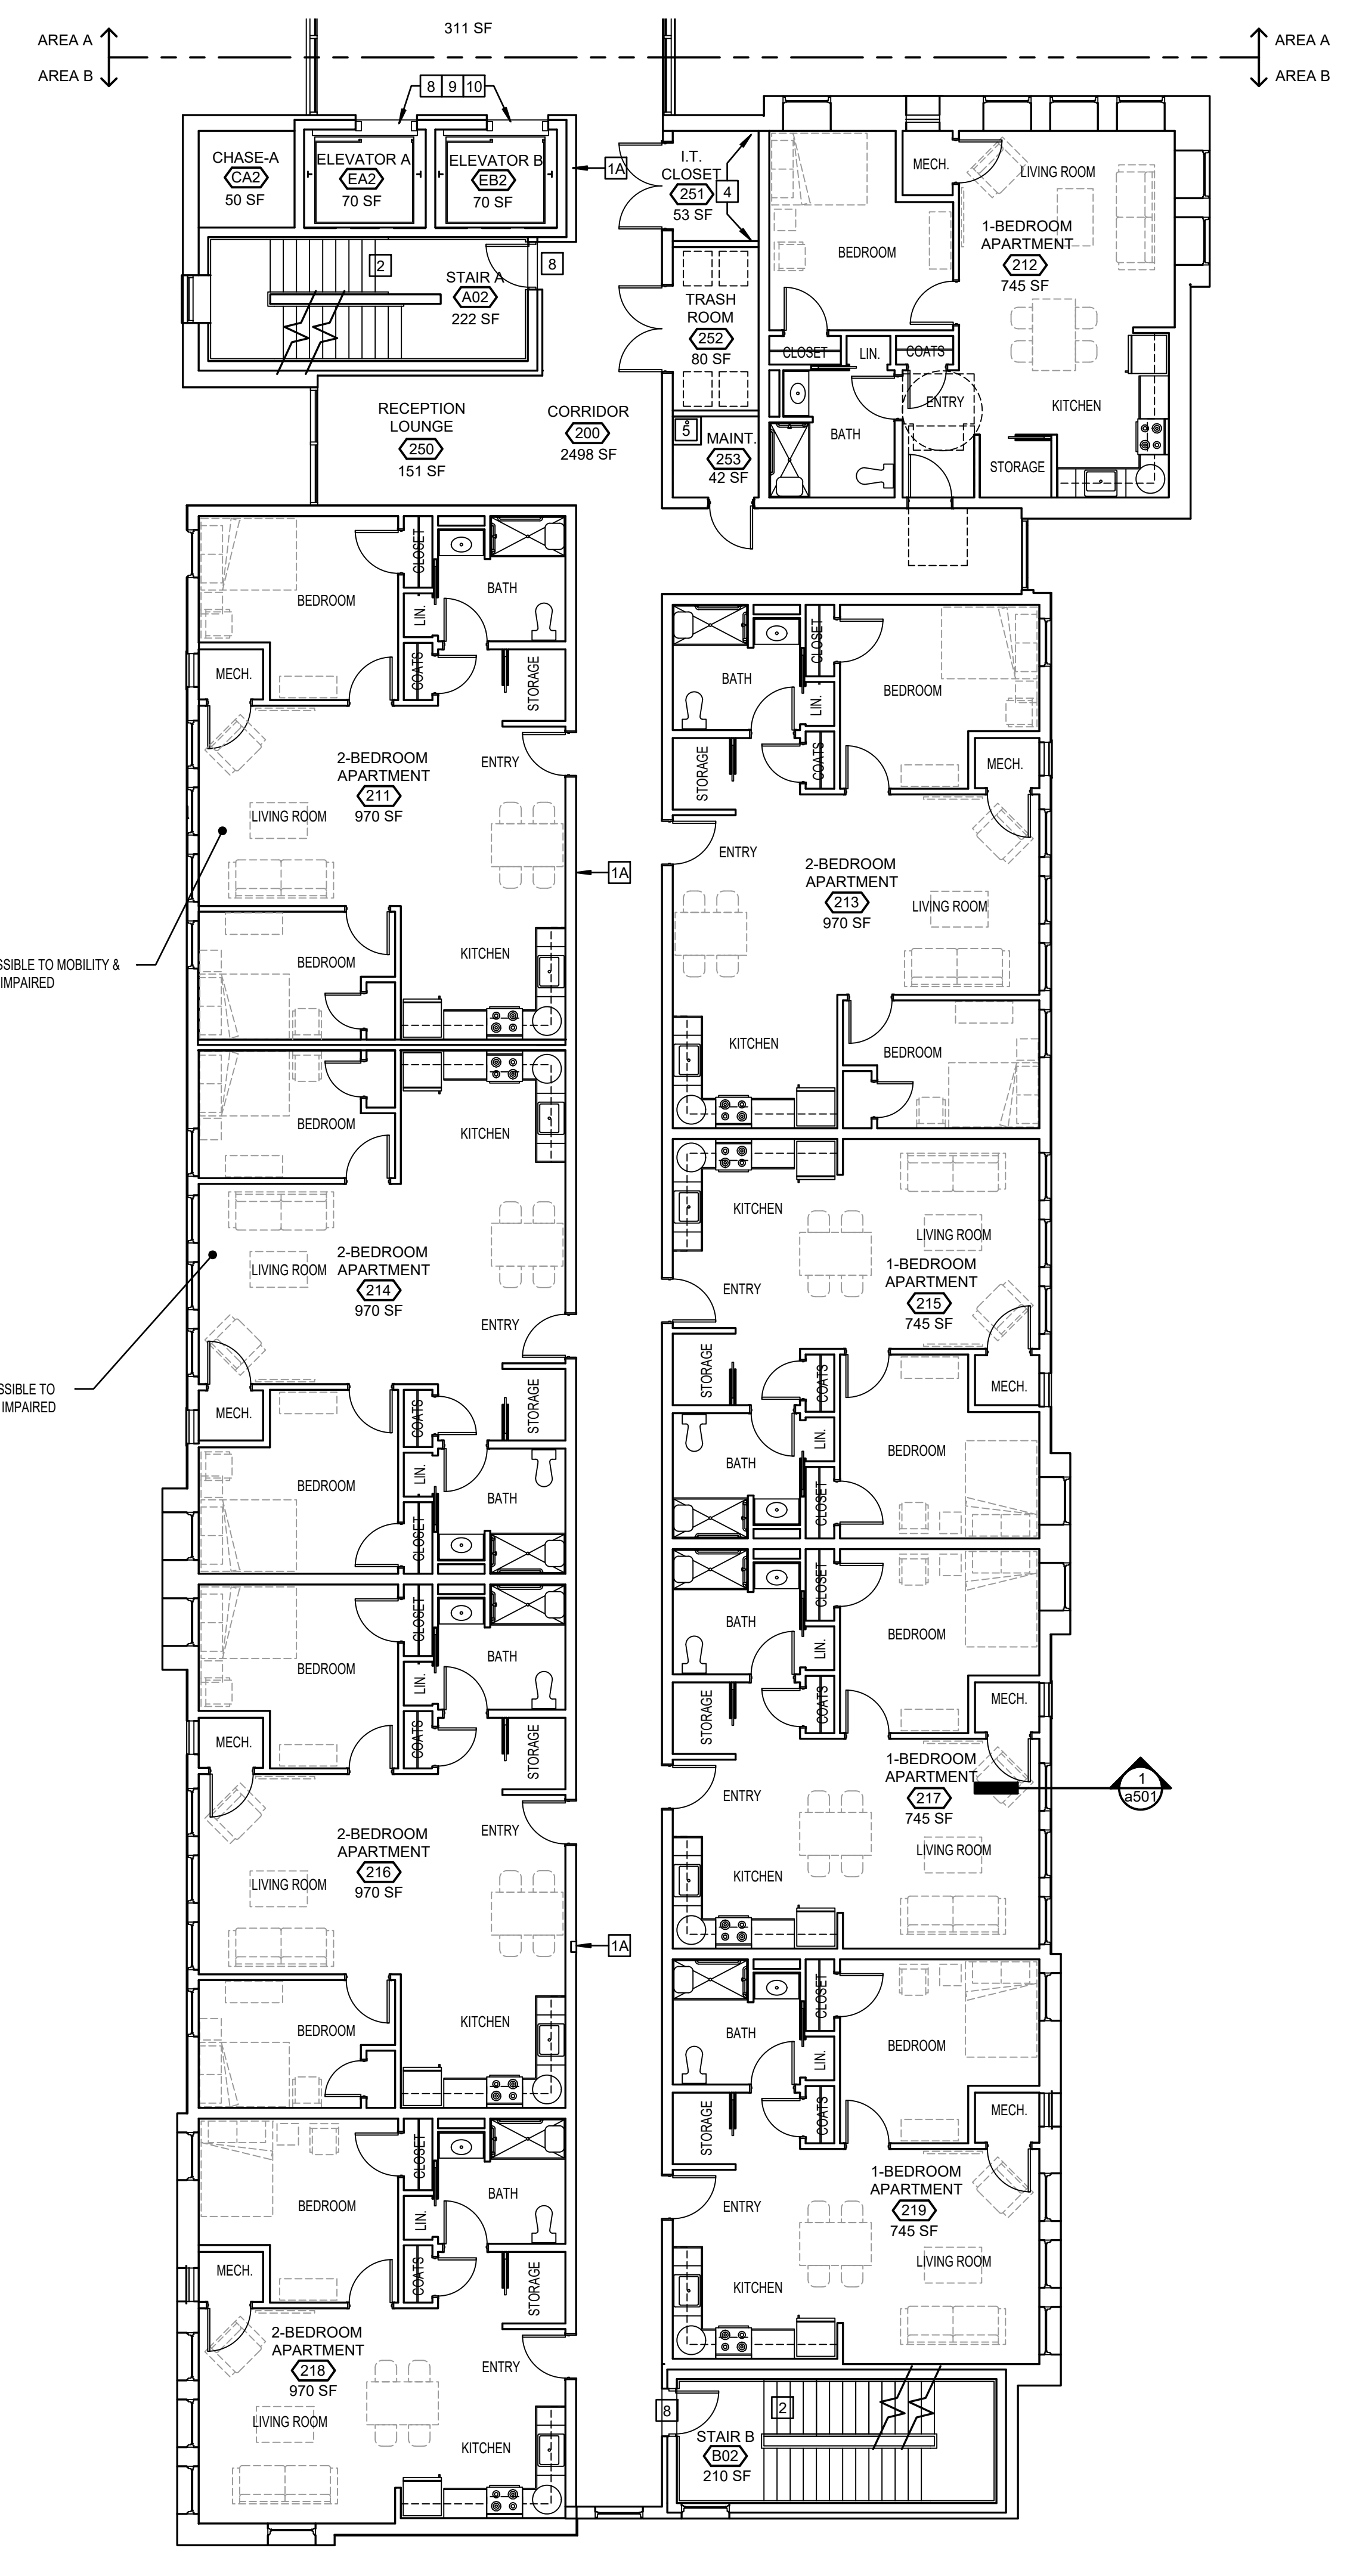 311 SF
AREA A
AREA B
AREA A
AREA B
8 9 10
CHASE-A
CA2
50 SF
ELEVATOR A
EA2
70 SF
ELEVATOR B
EB2
70 SF
1A
I.T.
CLOSET
251
53 SF
4
MECH.
LIVING ROOM
1-BEDROOM
APARTMENT
212
745 SF
BEDROOM
2
STAIR A
A02
222 SF
8
TRASH
ROOM
252
80 SF
CLOSET
LIN.
COATS
ENTRY
KITCHEN
BATH
STORAGE
RECEPTION
LOUNGE
250
151 SF
CORRIDOR
200
2498 SF
5
MAINT.
253
42 SF
BEDROOM
CLOSET
LIN.
BATH
MECH.
COATS
STORAGE
2-BEDROOM
APARTMENT
211
970 SF
ENTRY
LIVING ROOM
1A
SSIBLE TO MOBILITY &
IMPAIRED
BEDROOM
KITCHEN
BATH
CLOSET
LIN.
BEDROOM
STORAGE
COATS
MECH.
ENTRY
2-BEDROOM
APARTMENT
213
970 SF
LIVING ROOM
KITCHEN
BEDROOM
BEDROOM
KITCHEN
2-BEDROOM
APARTMENT
214
970 SF
LIVING ROOM
ENTRY
SSIBLE TO
IMPAIRED
MECH.
COATS
STORAGE
BEDROOM
LIN.
BATH
CLOSET
KITCHEN
LIVING ROOM
1-BEDROOM
APARTMENT
215
745 SF
ENTRY
STORAGE
COATS
MECH.
LIN.
BEDROOM
BATH
CLOSET
BEDROOM
CLOSET
LIN.
BATH
MECH.
COATS
STORAGE
2-BEDROOM
APARTMENT
216
970 SF
ENTRY
LIVING ROOM
1A
BEDROOM
KITCHEN
BATH
CLOSET
LIN.
BEDROOM
STORAGE
COATS
MECH.
1-BEDROOM
APARTMENT
217
745 SF
ENTRY
1
a501
LIVING ROOM
KITCHEN
BEDROOM
CLOSET
LIN.
BATH
MECH.
COATS
STORAGE
2-BEDROOM
APARTMENT
218
970 SF
ENTRY
LIVING ROOM
KITCHEN
BATH
CLOSET
LIN.
BEDROOM
STORAGE
COATS
MECH.
1-BEDROOM
APARTMENT
219
745 SF
ENTRY
LIVING ROOM
KITCHEN
8
2
STAIR B
B02
210 SF